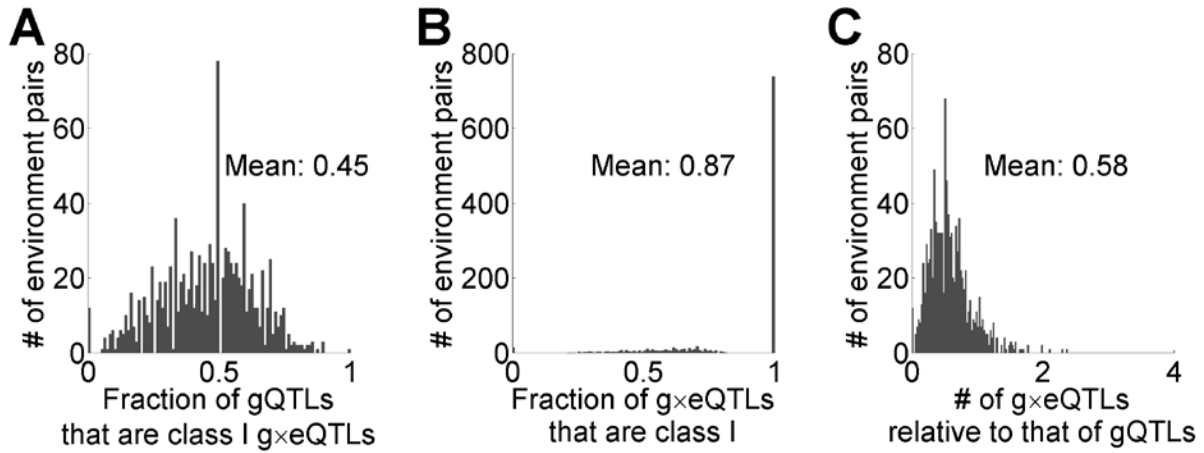 A
# of environment pairs
80
60
40
20
0
Mean: 0.45
0 0.5 1
Fraction of gQTLs
that are class I g×eQTLs
B
# of environment pairs
800
600
400
200
0
Mean: 0.87
0 0.5 1
Fraction of g×eQTLs
that are class I
C
# of environment pairs
80
60
40
20
0
Mean: 0.58
0 2 4
# of g×eQTLs
relative to that of gQTLs